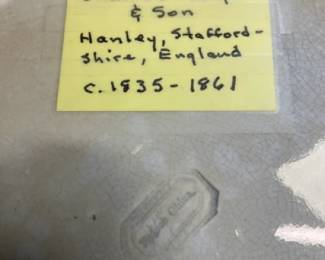 & Son
Hanley, Stafford-
shire, England
c. 1835 - 1861